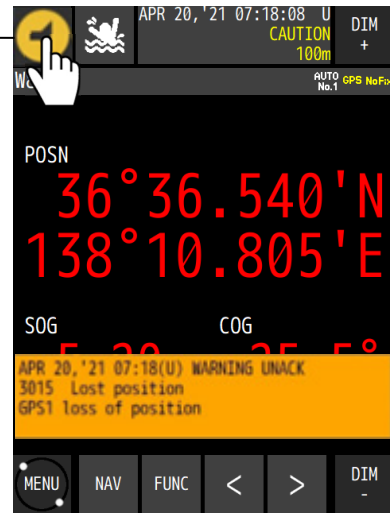 APR 20, '21 07:18:08 U
CAUTION
100m
DIM
+
AUTO
No.1
GPS NoFix
POSN
36°36.540'N
138°10.805'E
SOG COG
APR 20,'21 07:18(U) WARNING UNACK
3015 Lost position
GPS1 loss of position
MENU NAV FUNC < > DIM
-